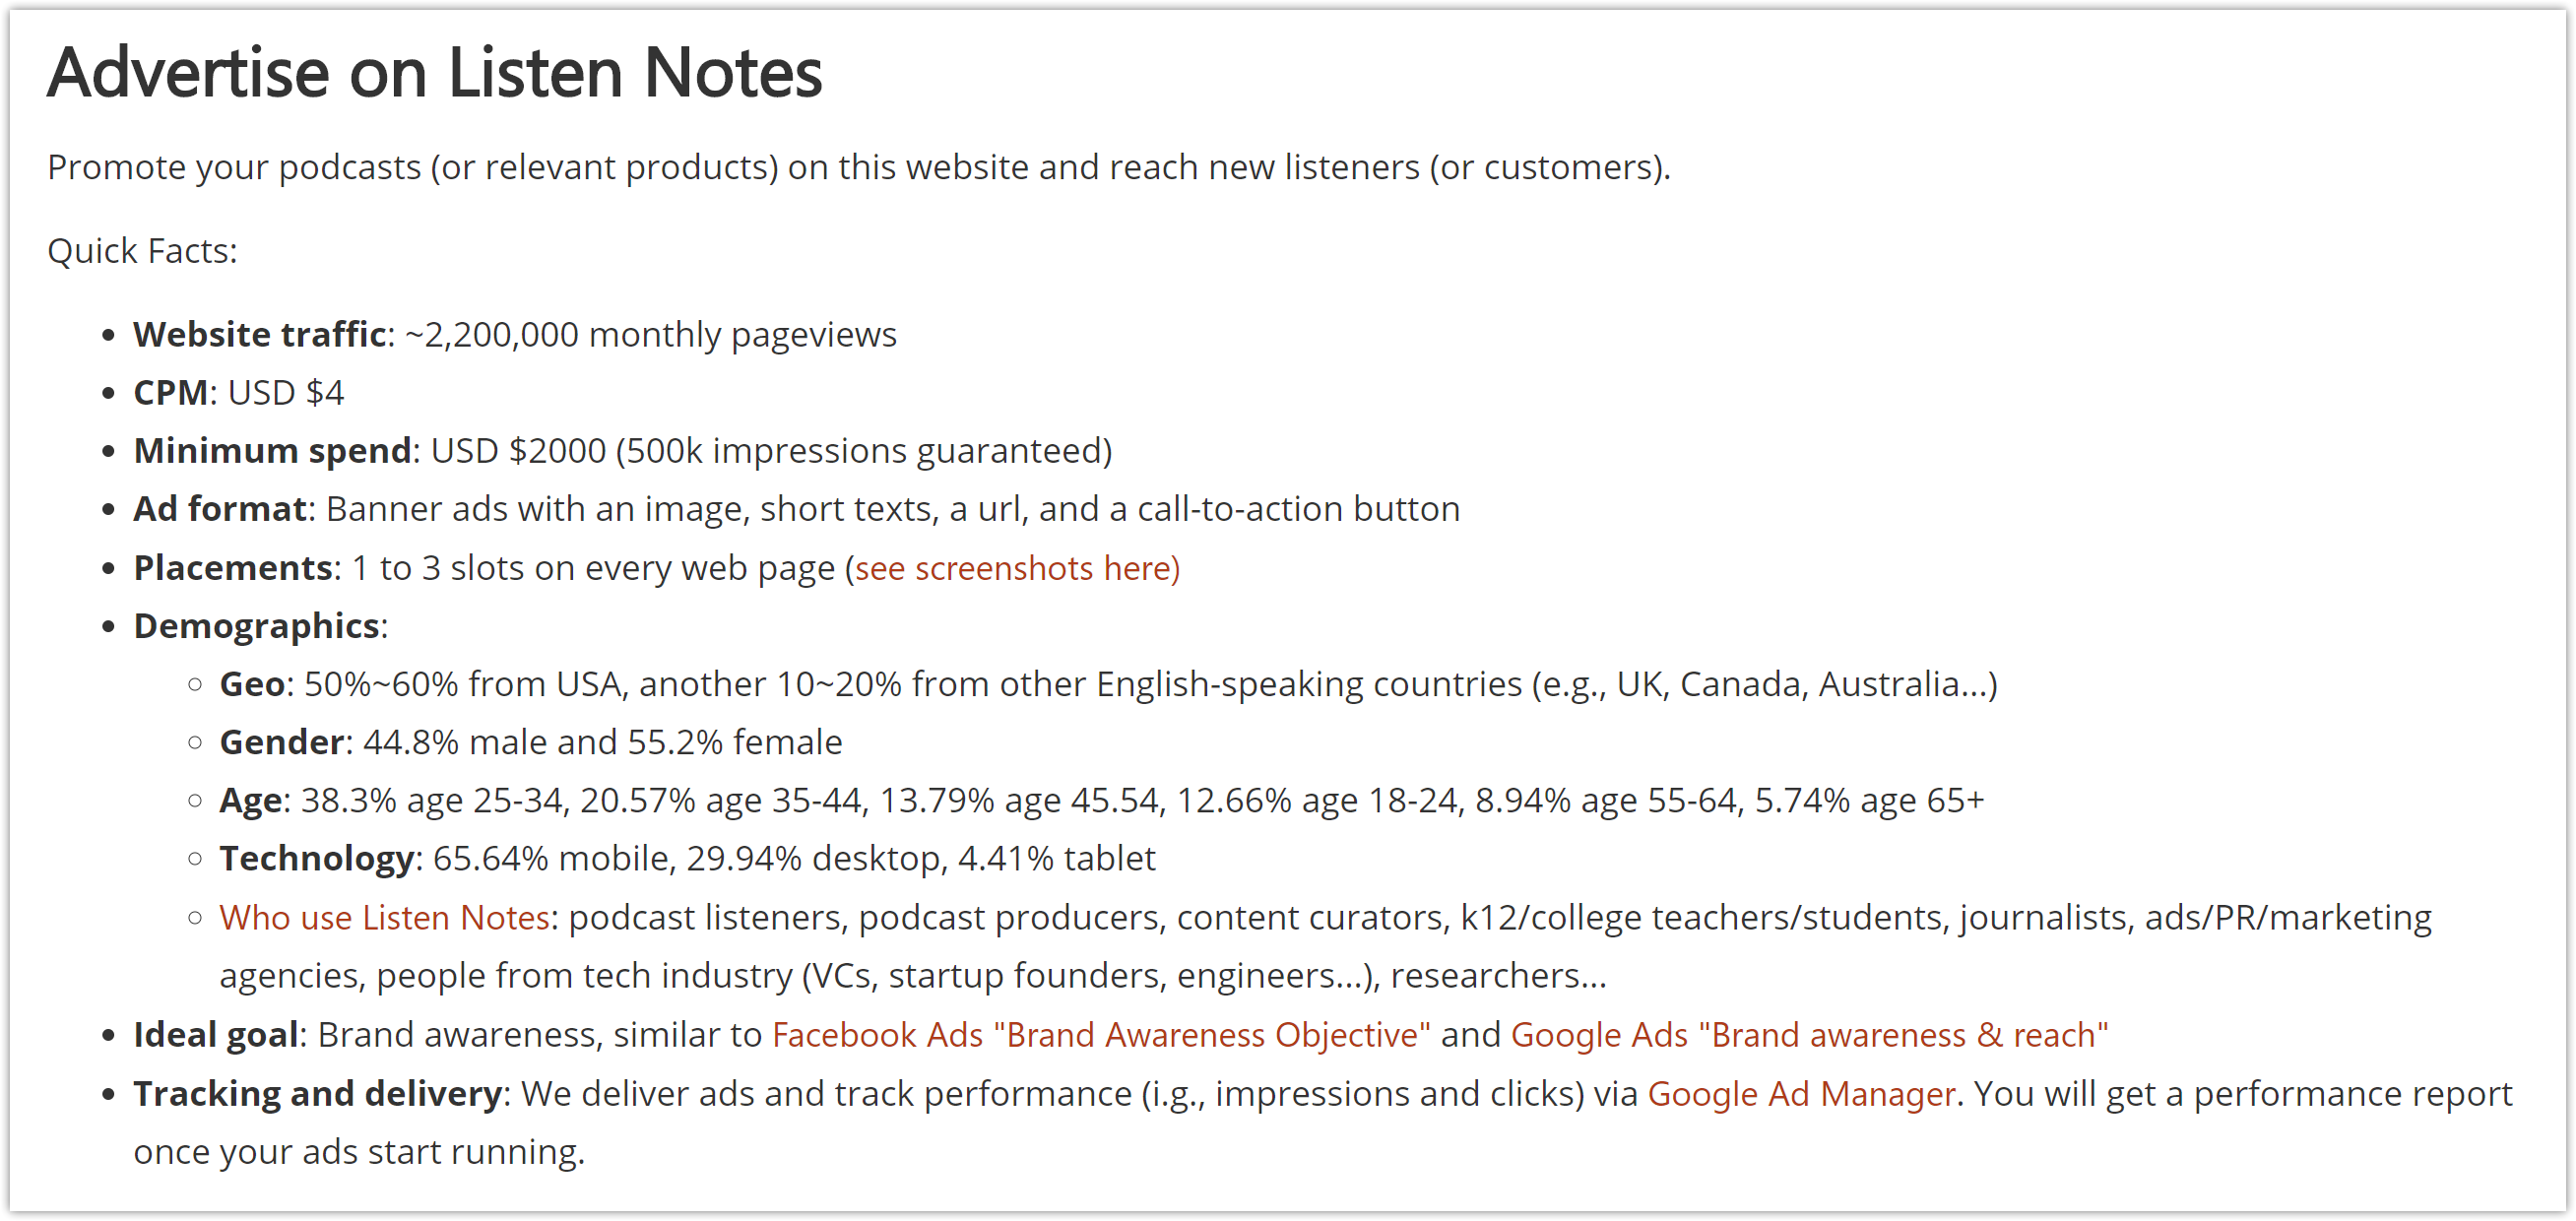 Advertise on Listen Notes
Promote your podcasts (or relevant products) on this website and reach new listeners (or customers).
Quick Facts:
• Website traffic: ~2,200,000 monthly pageviews
• CPM: USD $4
• Minimum spend: USD $2000 (500k impressions guaranteed)
• Ad format: Banner ads with an image, short texts, a url, and a call-to-action button
• Placements: 1 to 3 slots on every web page (see screenshots here)
• Demographics:
○ Geo: 50%~60% from USA, another 10~20% from other English-speaking countries (e.g., UK, Canada, Australia...)
○ Gender: 44.8% male and 55.2% female
○ Age: 38.3% age 25-34, 20.57% age 35-44, 13.79% age 45.54, 12.66% age 18-24, 8.94% age 55-64, 5.74% age 65+
○ Technology: 65.64% mobile, 29.94% desktop, 4.41% tablet
○ Who use Listen Notes: podcast listeners, podcast producers, content curators, k12/college teachers/students, journalists, ads/PR/marketing
agencies, people from tech industry (VCs, startup founders, engineers...), researchers...
• Ideal goal: Brand awareness, similar to Facebook Ads "Brand Awareness Objective" and Google Ads "Brand awareness & reach"
• Tracking and delivery: We deliver ads and track performance (i.g., impressions and clicks) via Google Ad Manager. You will get a performance report
once your ads start running.